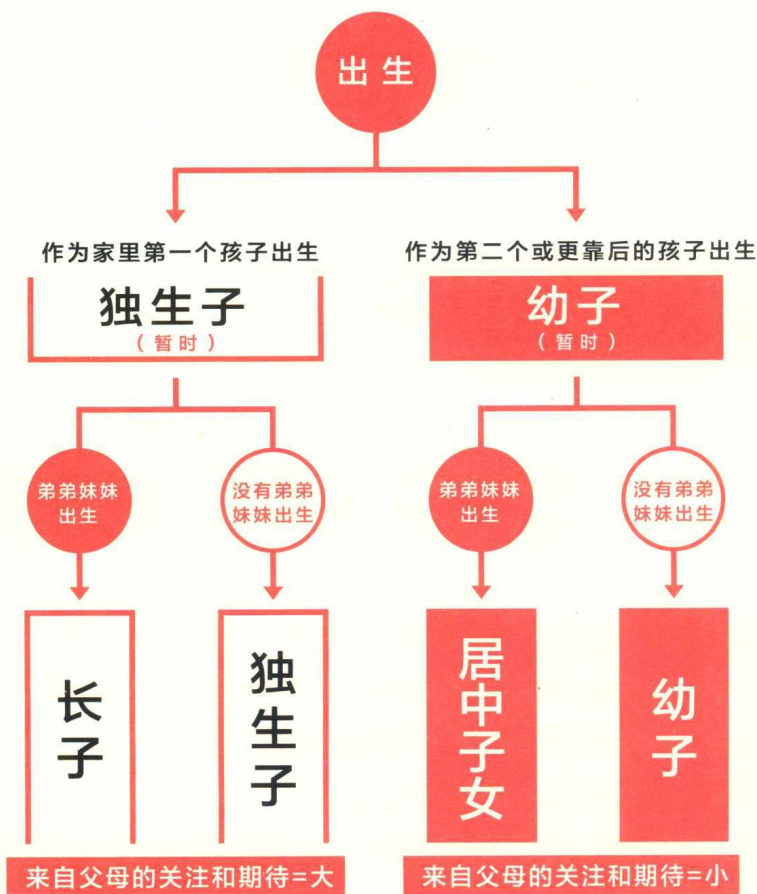 出生
作为家里第一个孩子出生
独生子
（暂时）
作为第二个或更靠后的孩子出生
幼子
（暂时）
弟弟妹妹
出生
没有弟弟
妹妹出生
弟弟妹妹
出生
没有弟弟
妹妹出生
长子
独生子
居中子女
幼子
来自父母的关注和期待=大
来自父母的关注和期待=小